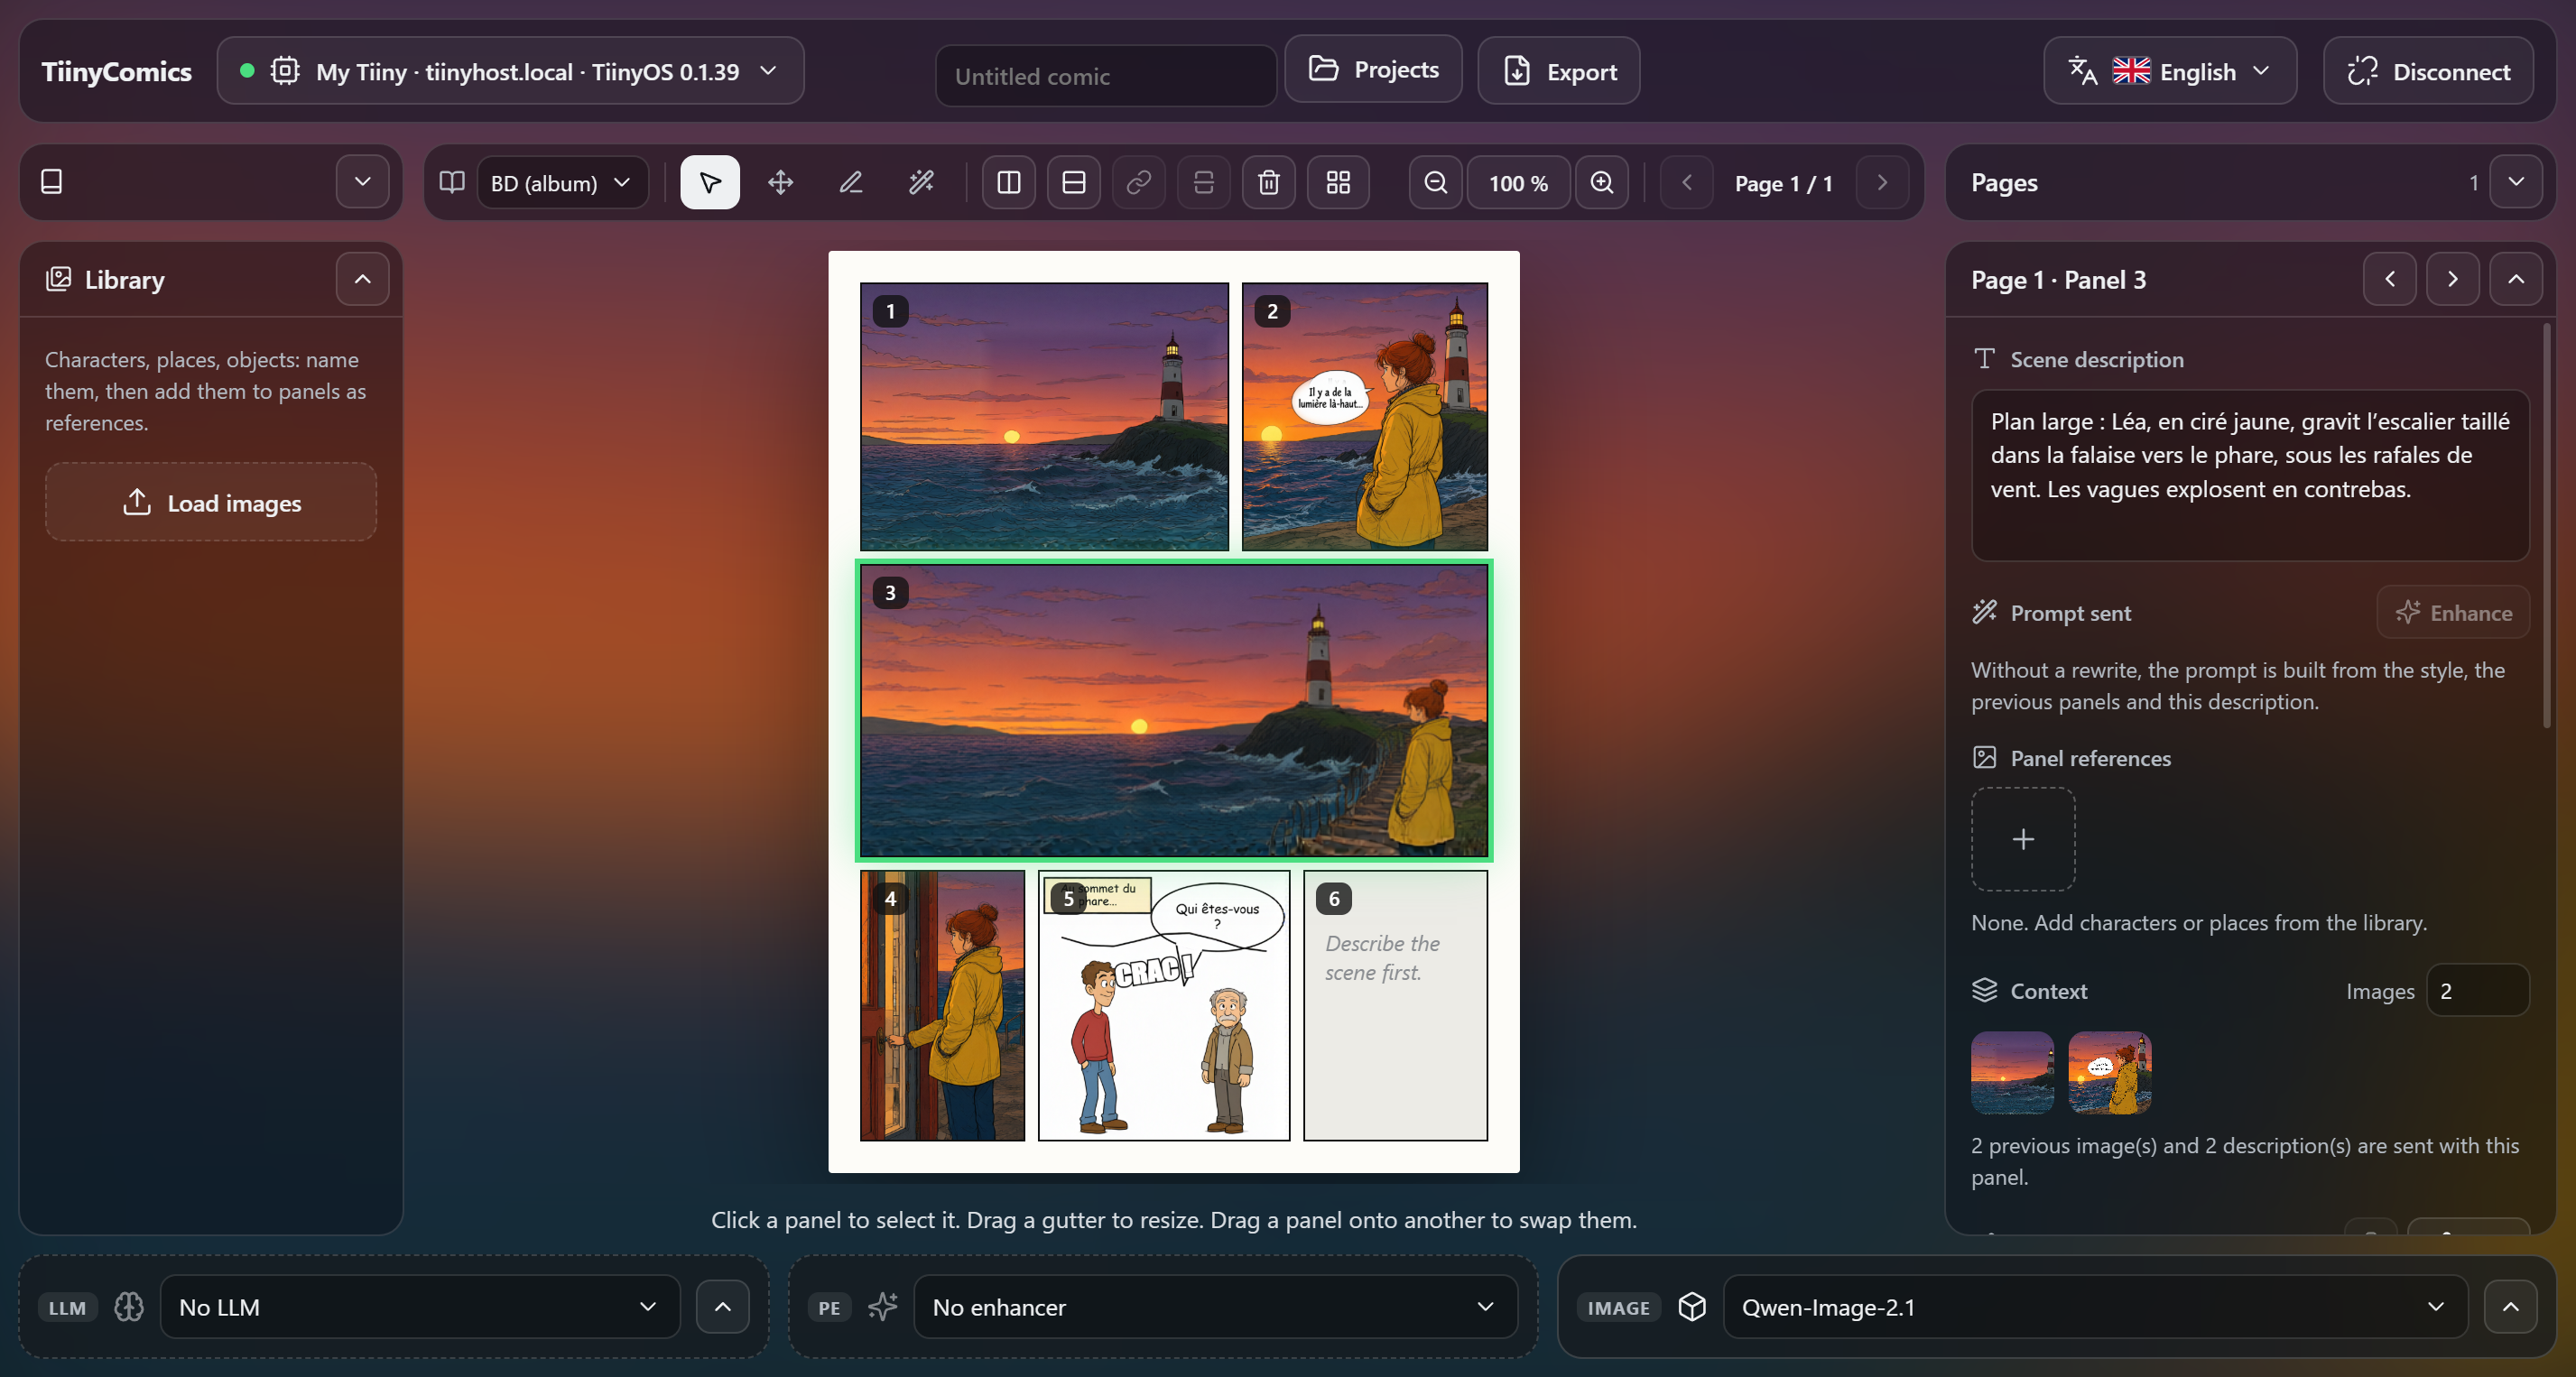 TiinyComics
My Tiiny · tiinyhost.local · TiinyOS 0.1.39
Untitled comic
Projects
Export
English
Disconnect
BD (album)
100 %
Page 1 / 1
Pages
1
Library
Characters, places, objects: name
them, then add them to panels as
references.
Load images
1
2
Il y a de la
lumière là-haut...
3
4
5
sommet du
phare...
Qui êtes-vous
?
CRAC !
6
Describe the
scene first.
Click a panel to select it. Drag a gutter to resize. Drag a panel onto another to swap them.
Page 1 · Panel 3
Scene description
Plan large : Léa, en ciré jaune, gravit l’escalier taillé
dans la falaise vers le phare, sous les rafales de
vent. Les vagues explosent en contrebas.
Prompt sent
Enhance
Without a rewrite, the prompt is built from the style, the
previous panels and this description.
Panel references
None. Add characters or places from the library.
Context
Images
2
2 previous image(s) and 2 description(s) are sent with this
panel.
LLM
No LLM
PE
No enhancer
IMAGE
Qwen-Image-2.1